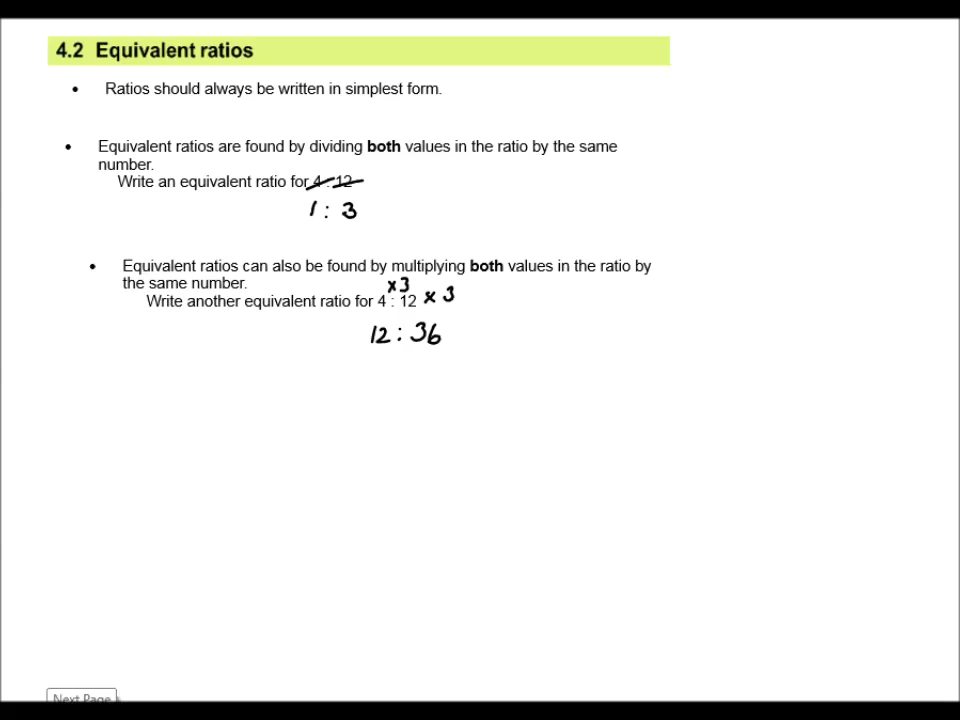 4.2 Equivalent ratios
• Ratios should always be written in simplest form.
• Equivalent ratios are found by dividing both values in the ratio by the same
number.
Write an equivalent ratio for 4 : 12
1 : 3
• Equivalent ratios can also be found by multiplying both values in the ratio by
the same number.
x3
Write another equivalent ratio for 4 : 12 x 3
12 : 36
Next Page